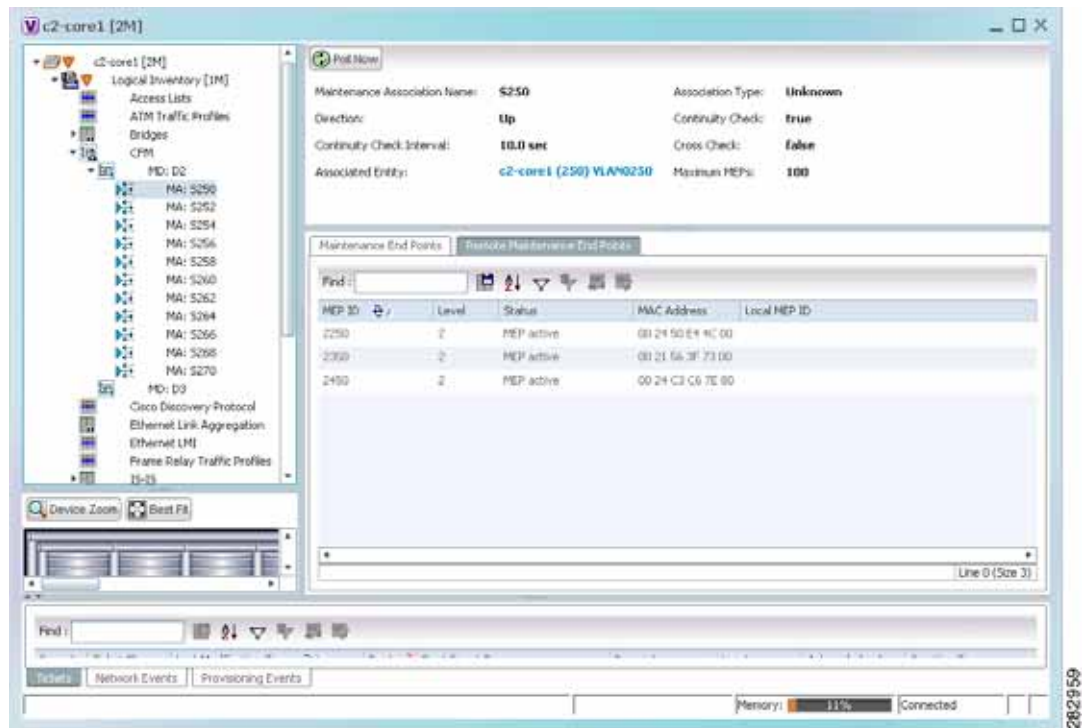 c2-core1 [2M]
c2-core1 [2M]
Logical Inventory [1M]
Access Lists
ATM Traffic Profiles
Bridges
CFM
MD: D2
MA: S250
MA: S252
MA: S254
MA: S256
MA: S258
MA: S260
MA: S262
MA: S264
MA: S266
MA: S268
MA: S270
MD: D3
Cisco Discovery Protocol
Ethernet Link Aggregation
Ethernet LMI
Frame Relay Traffic Profiles
IS-IS
Device Zoom
Best Fit
Poll Now
Maintenance Association Name: S250 Association Type: Unknown
Direction: Up Continuity Check: true
Continuity Check Interval: 10.0 sec Cross Check: false
Associated Entity: c2-core1 (250) VLAN0250 Maximum MEPs: 100
Maintenance End Points Remote Maintenance End Points
Find :
MEP ID Level Status MAC Address Local MEP ID
2250 2 MEP active 00 24 50 E4 4C 00
2350 2 MEP active 00 21 56 3F 73 00
2450 2 MEP active 00 24 C3 C6 7E 80
Line 0 (Size 3)
Find :
Tickets Network Events Provisioning Events
Memory: 11% Connected
282959